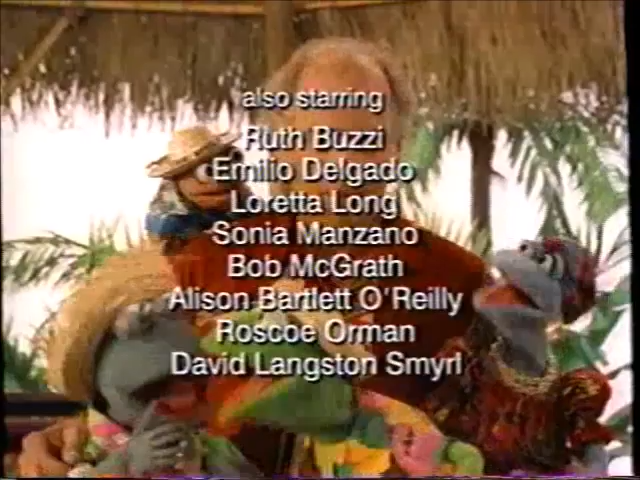 also starring
Ruth Buzzi
Emilio Delgado
Loretta Long
Sonia Manzano
Bob McGrath
Alison Bartlett O'Reilly
Roscoe Orman
David Langston Smyrl